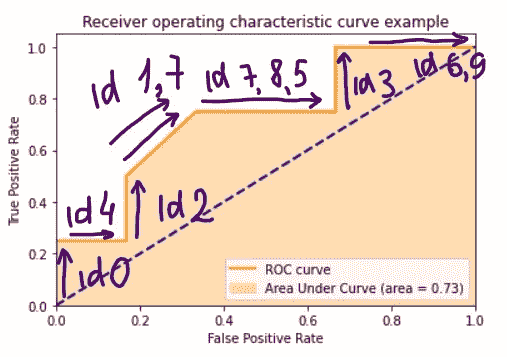 Receiver operating characteristic curve example
1.0
id 1,7
id 7,8,5
id 3
id 6,9
0.8
0.6
0.4
id 4
id 2
0.2
id 0
0.0
True Positive Rate
ROC curve
Area Under Curve (area = 0.73)
0.0 0.2 0.4 0.6 0.8 1.0
False Positive Rate